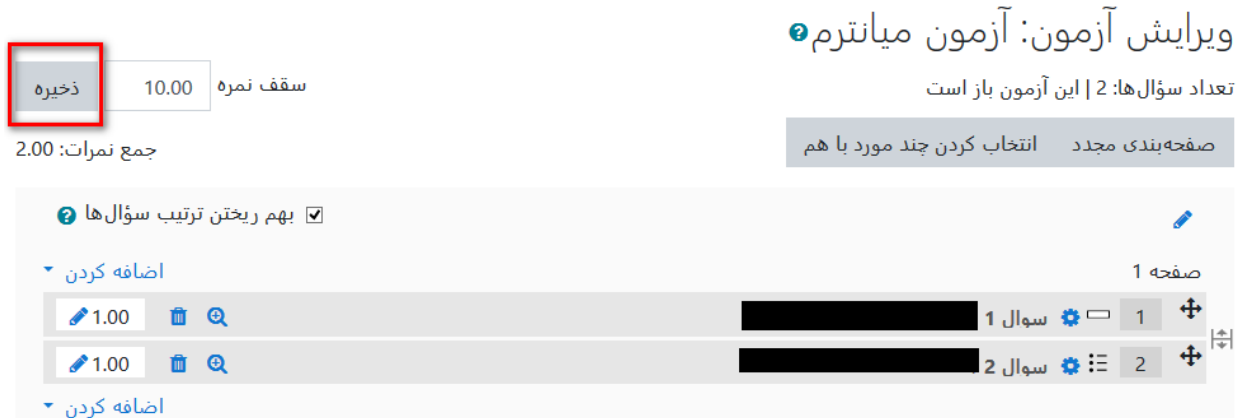 ویرایش آزمون: آزمون میانترم
سقف نمره 10.00 ذخیره
تعداد سؤال‌ها: 2 | این آزمون باز است
صفحه‌بندی مجدد انتخاب کردن چند مورد با هم
جمع نمرات: 2.00
بهم ریختن ترتیب سؤال‌ها
صفحه 1
اضافه کردن
1 سوال 1 1.00
2 سوال 2 1.00
اضافه کردن